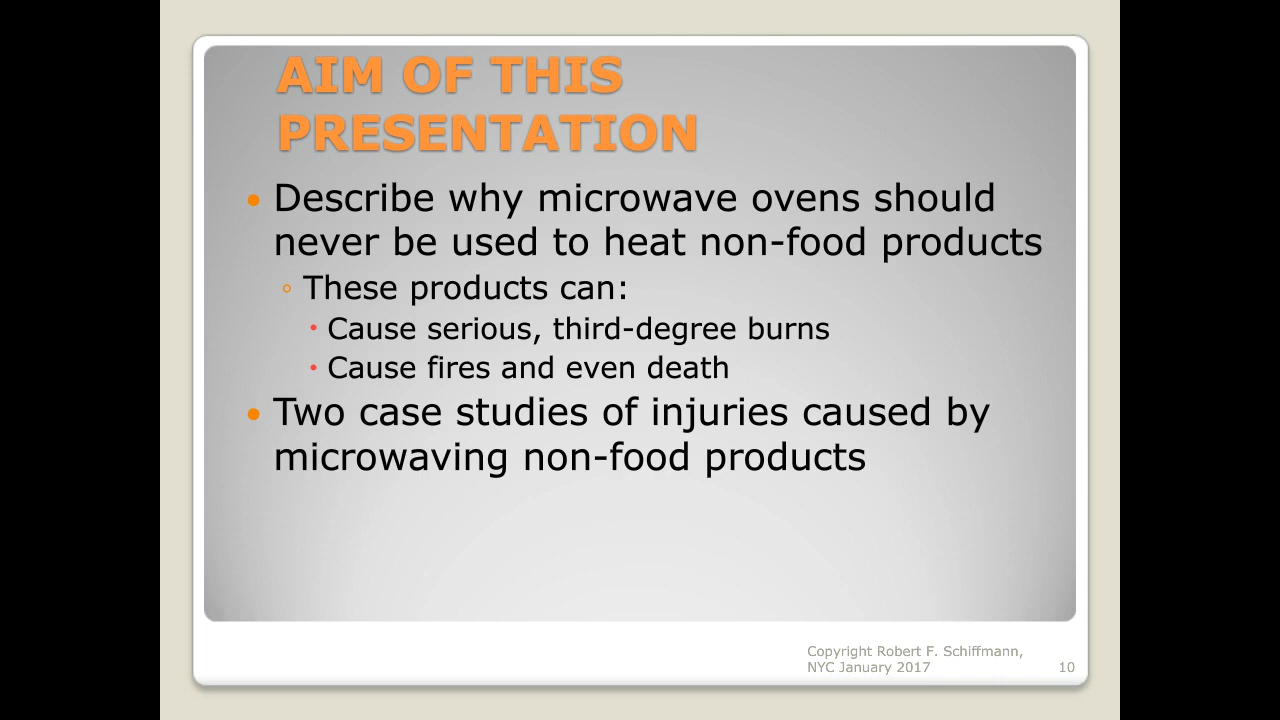 AIM OF THIS
PRESENTATION
• Describe why microwave ovens should
never be used to heat non-food products
◦ These products can:
• Cause serious, third-degree burns
• Cause fires and even death
• Two case studies of injuries caused by
microwaving non-food products
Copyright Robert F. Schiffmann,
NYC January 2017
10